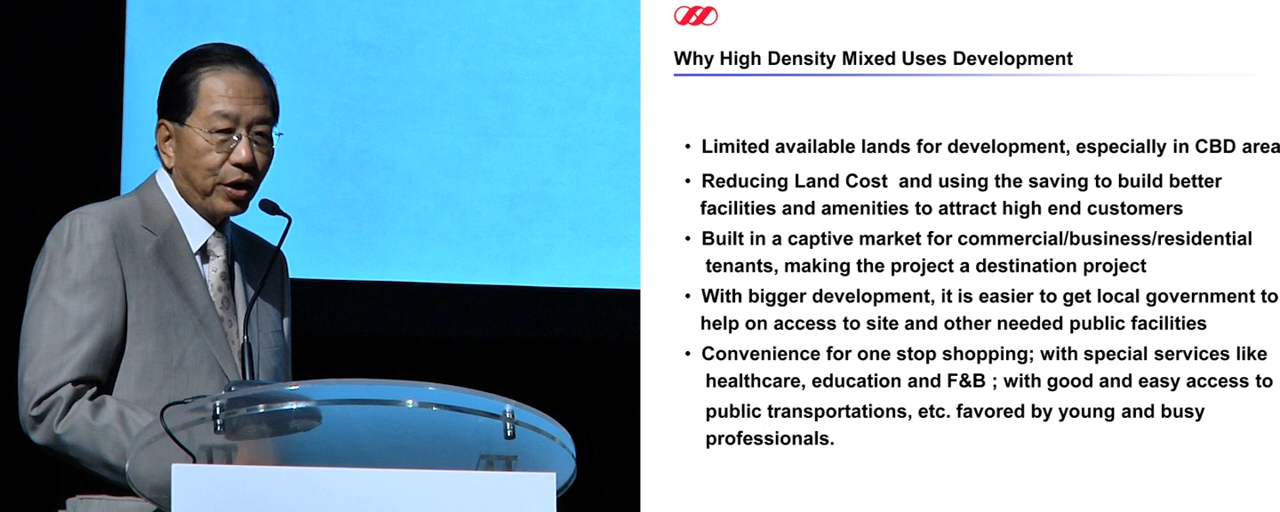 Why High Density Mixed Uses Development
• Limited available lands for development, especially in CBD area
• Reducing Land Cost and using the saving to build better
facilities and amenities to attract high end customers
• Built in a captive market for commercial/business/residential
tenants, making the project a destination project
• With bigger development, it is easier to get local government to
help on access to site and other needed public facilities
• Convenience for one stop shopping; with special services like
healthcare, education and F&B ; with good and easy access to
public transportations, etc. favored by young and busy
professionals.